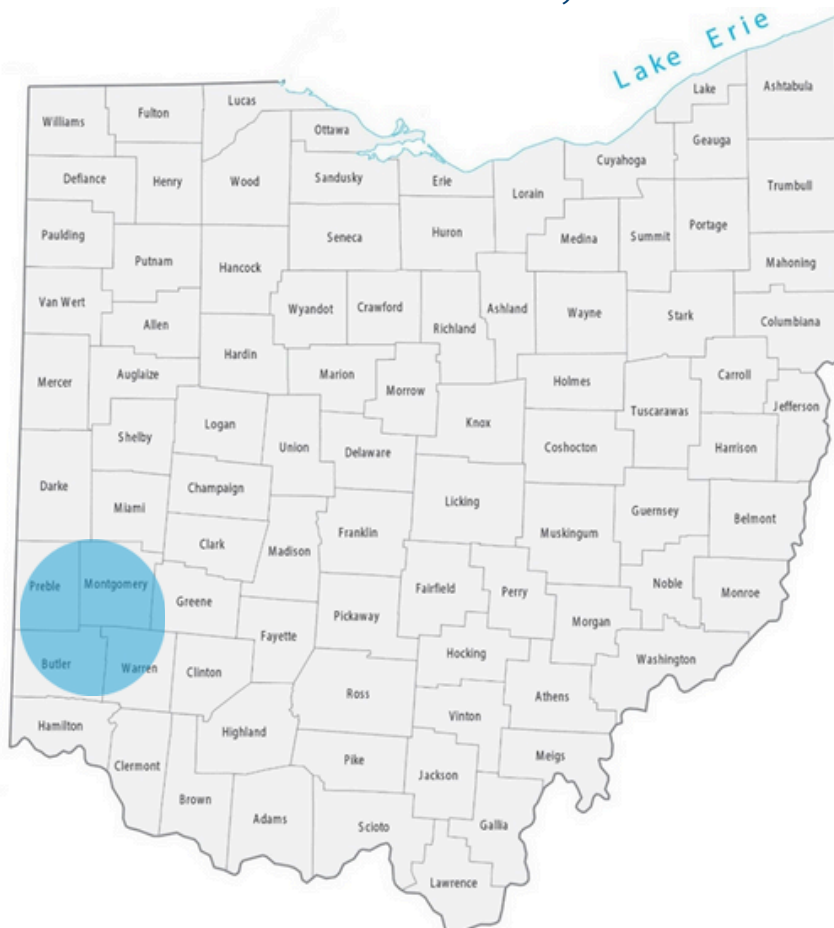 Lake Erie
Lake
Ashtabula
Williams
Fulton
Lucas
Ottawa
Geauga
Cuyahoga
Defiance
Henry
Wood
Sandusky
Erie
Lorain
Trumbull
Paulding
Putnam
Hancock
Seneca
Huron
Medina
Summit
Portage
Mahoning
Van Wert
Allen
Wyandot
Crawford
Richland
Ashland
Wayne
Stark
Columbiana
Mercer
Auglaize
Hardin
Marion
Morrow
Holmes
Carroll
Jefferson
Tuscarawas
Shelby
Logan
Union
Delaware
Knox
Coshocton
Harrison
Darke
Miami
Champaign
Licking
Guernsey
Belmont
Clark
Madison
Franklin
Muskingum
Preble
Montgomery
Greene
Fairfield
Perry
Noble
Monroe
Pickaway
Morgan
Fayette
Hocking
Washington
Butler
Warren
Clinton
Ross
Athens
Vinton
Hamilton
Highland
Clermont
Pike
Jackson
Meigs
Brown
Adams
Scioto
Gallia
Lawrence